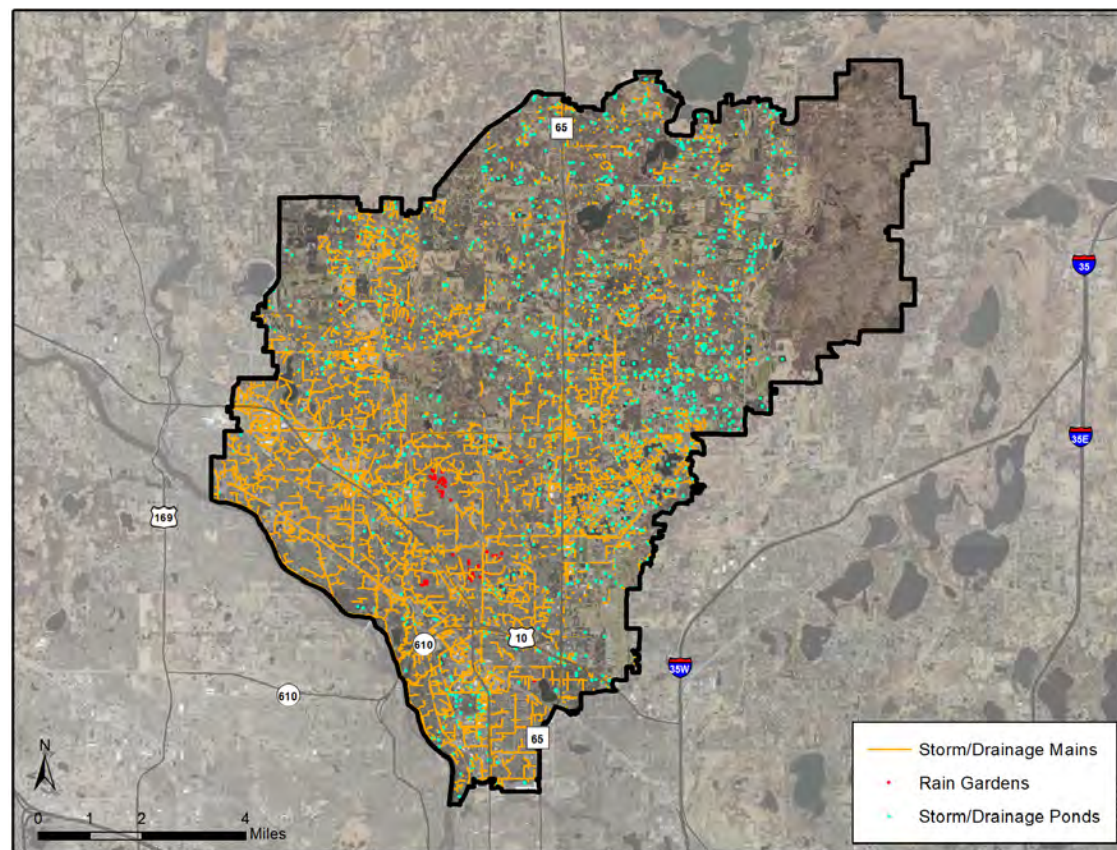 65
35
35E
169
10
610
35W
610
65
N
0 1 2 4
Miles
Storm/Drainage Mains
Rain Gardens
Storm/Drainage Ponds